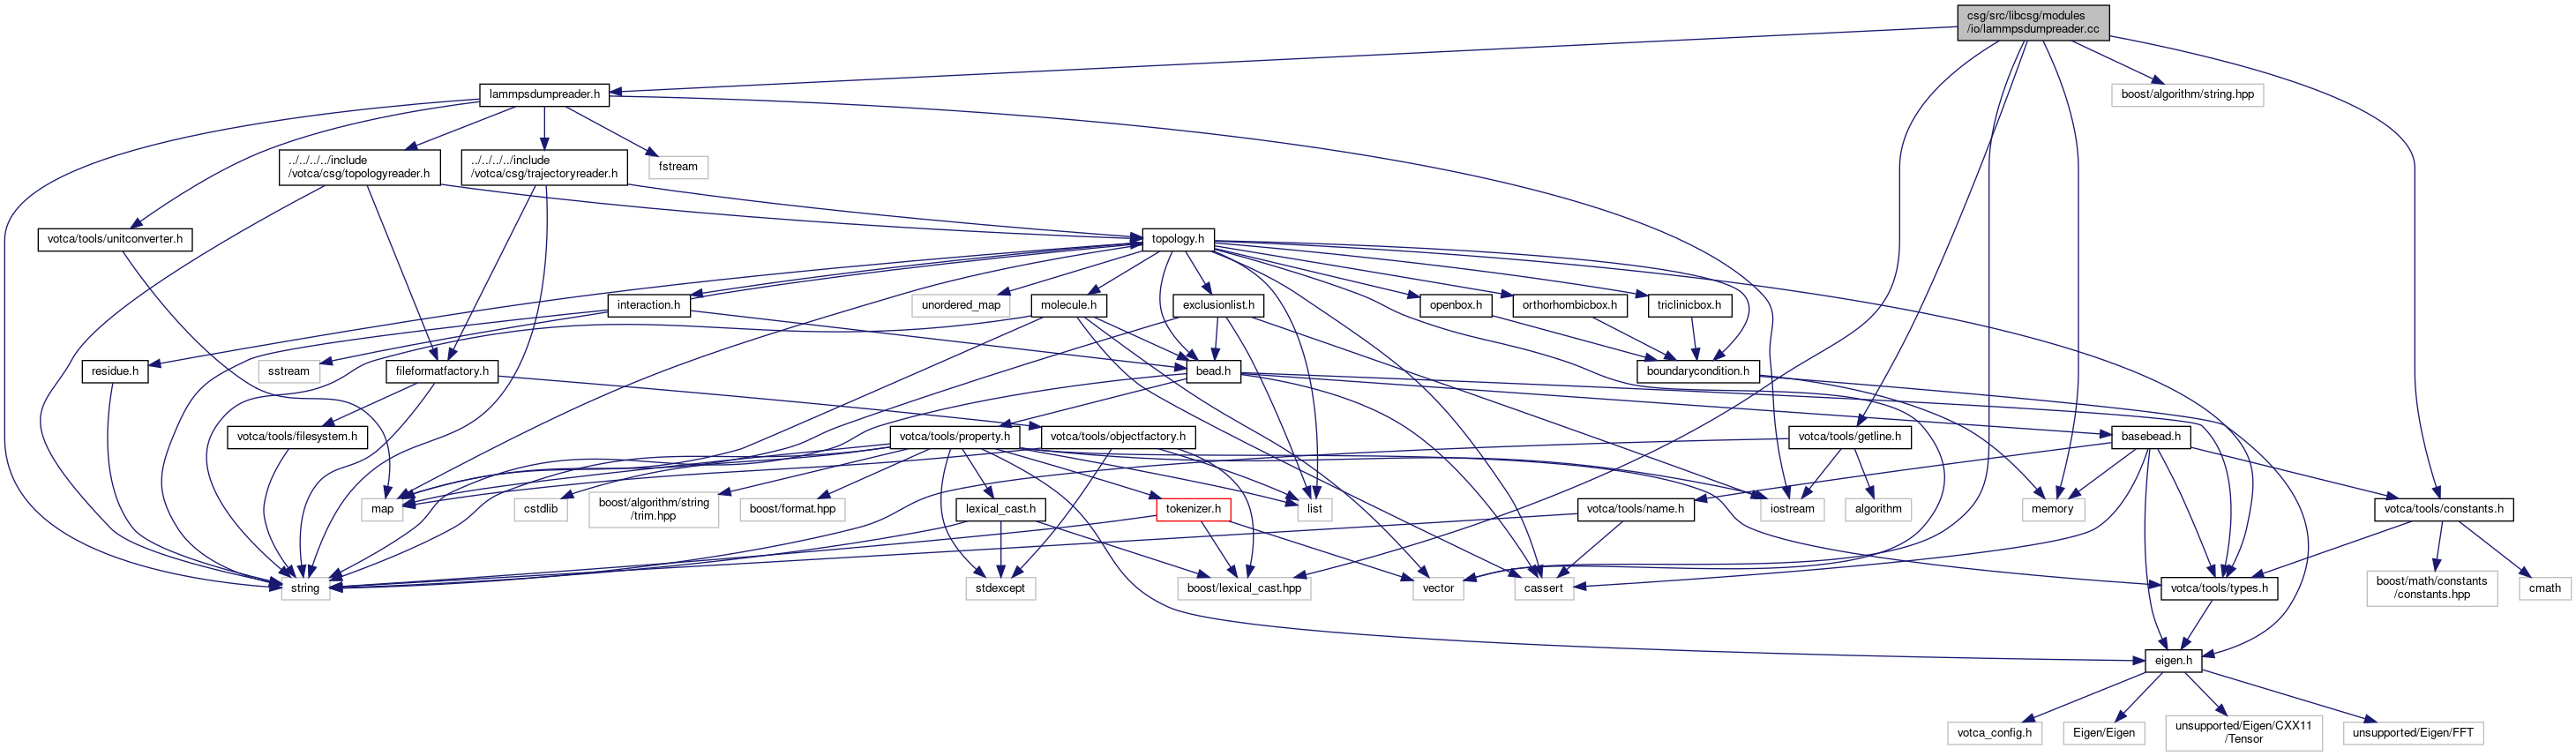 csg/src/libcsg/modules
/io/lammpsdumpreader.cc
lammpsdumpreader.h
boost/algorithm/string.hpp
../../../../include
/votca/csg/topologyreader.h
../../../../include
/votca/csg/trajectoryreader.h
fstream
votca/tools/unitconverter.h
topology.h
interaction.h
unordered_map
molecule.h
exclusionlist.h
openbox.h
orthorhombicbox.h
triclinicbox.h
residue.h
sstream
fileformatfactory.h
bead.h
boundarycondition.h
votca/tools/filesystem.h
votca/tools/property.h
votca/tools/objectfactory.h
votca/tools/getline.h
basebead.h
map
cstdlib
boost/algorithm/string
/trim.hpp
boost/format.hpp
lexical_cast.h
tokenizer.h
list
votca/tools/name.h
iostream
algorithm
memory
votca/tools/constants.h
string
stdexcept
boost/lexical_cast.hpp
vector
cassert
votca/tools/types.h
boost/math/constants
/constants.hpp
cmath
eigen.h
votca_config.h
Eigen/Eigen
unsupported/Eigen/CXX11
/Tensor
unsupported/Eigen/FFT